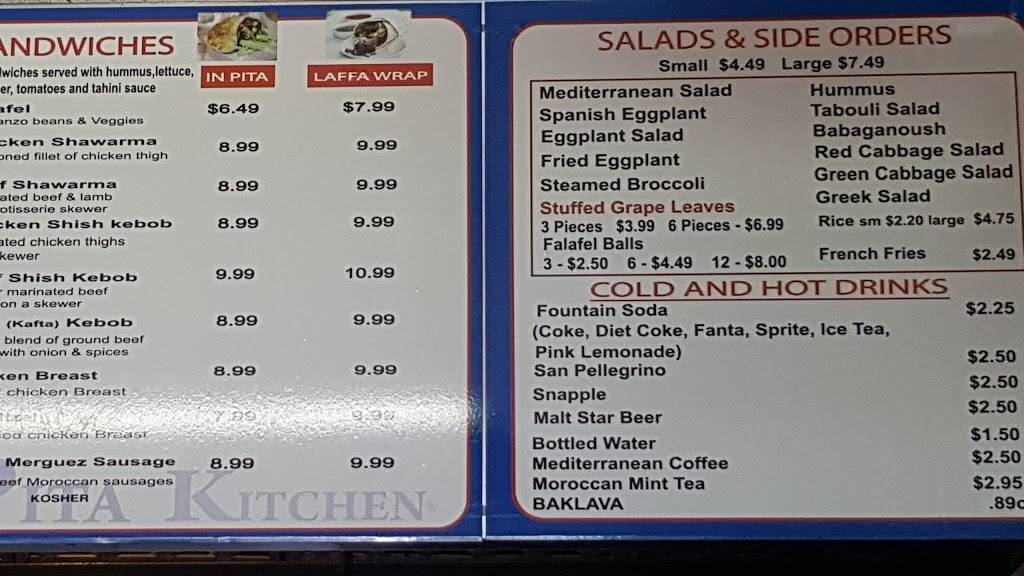 ANDWICHES
dwiches served with hummus,lettuce,
er, tomatoes and tahini sauce
IN PITA
LAFFA WRAP
afel $6.49 $7.99
anzo beans & Veggies
cken Shawarma 8.99 9.99
oned fillet of chicken thigh
f Shawarma 8.99 9.99
ated beef & lamb
otisserie skewer
cken Shish kebob 8.99 9.99
ated chicken thighs
kewer
f Shish Kebob 9.99 10.99
r marinated beef
on a skewer
(Kafta) Kebob 8.99 9.99
blend of ground beef
with onion & spices
ken Breast 8.99 9.99
chicken Breast
7.99 9.99
chicken Breast
Merguez Sausage 8.99 9.99
eef Moroccan sausages
KOSHER
PITA KITCHEN
SALADS & SIDE ORDERS
Small $4.49 Large $7.49
Mediterranean Salad
Spanish Eggplant
Eggplant Salad
Fried Eggplant
Steamed Broccoli
Stuffed Grape Leaves
3 Pieces $3.99 6 Pieces - $6.99
Falafel Balls
3 - $2.50 6 - $4.49 12 - $8.00
Hummus
Tabouli Salad
Babaganoush
Red Cabbage Salad
Green Cabbage Salad
Greek Salad
Rice sm $2.20 large $4.75
French Fries $2.49
COLD AND HOT DRINKS
Fountain Soda $2.25
(Coke, Diet Coke, Fanta, Sprite, Ice Tea,
Pink Lemonade)
San Pellegrino $2.50
Snapple $2.50
Malt Star Beer $2.50
Bottled Water $1.50
Mediterranean Coffee $2.50
Moroccan Mint Tea $2.95
BAKLAVA .89c